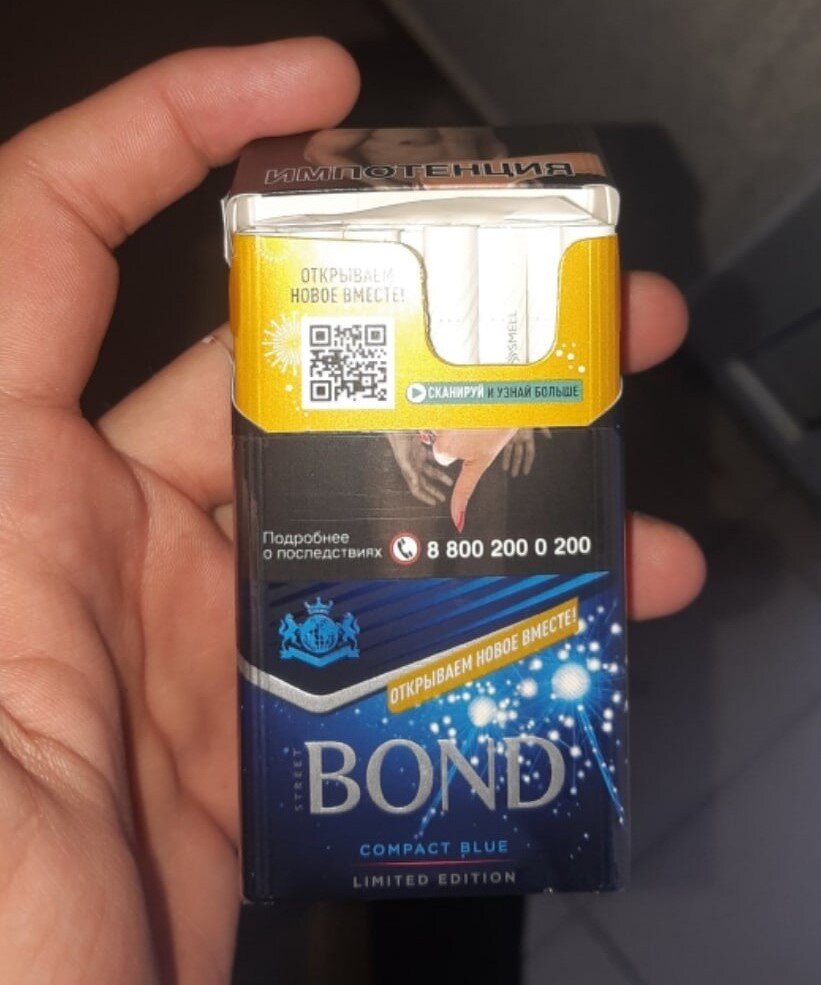 ИМПОТЕНЦИЯ
ОТКРЫВАЕМ
НОВОЕ ВМЕСТЕ!
SMEEL
СКАНИРУЙ И УЗНАЙ БОЛЬШЕ
Подробнее
о последствиях 8 800 200 0 200
ОТКРЫВАЕМ НОВОЕ ВМЕСТЕ!
STREET
BOND
COMPACT BLUE
LIMITED EDITION